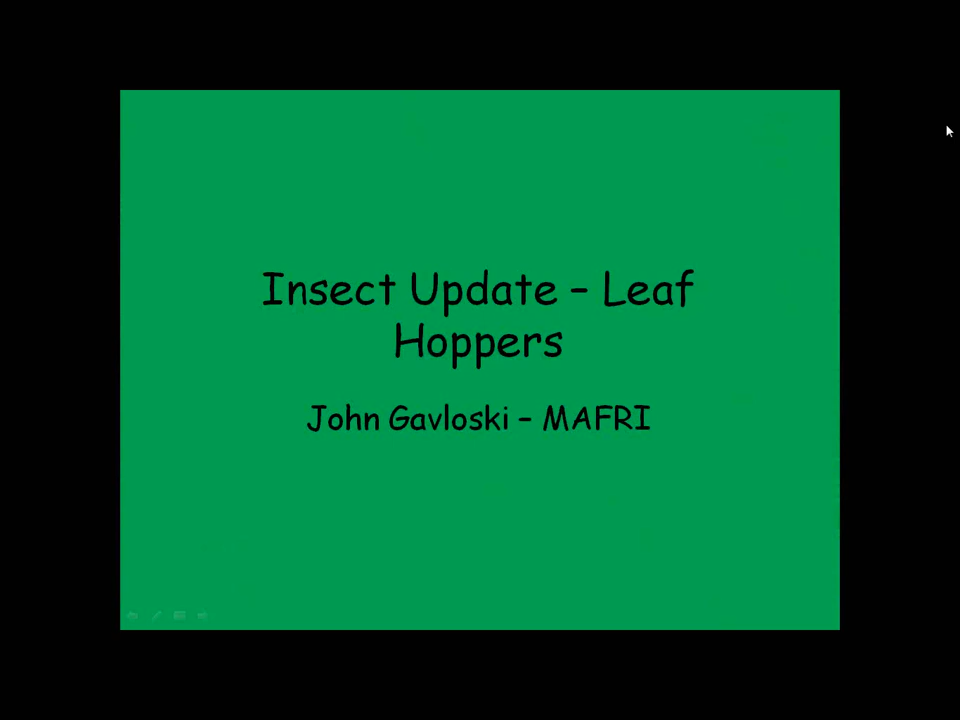 Insect Update – Leaf
Hoppers
John Gavloski – MAFRI